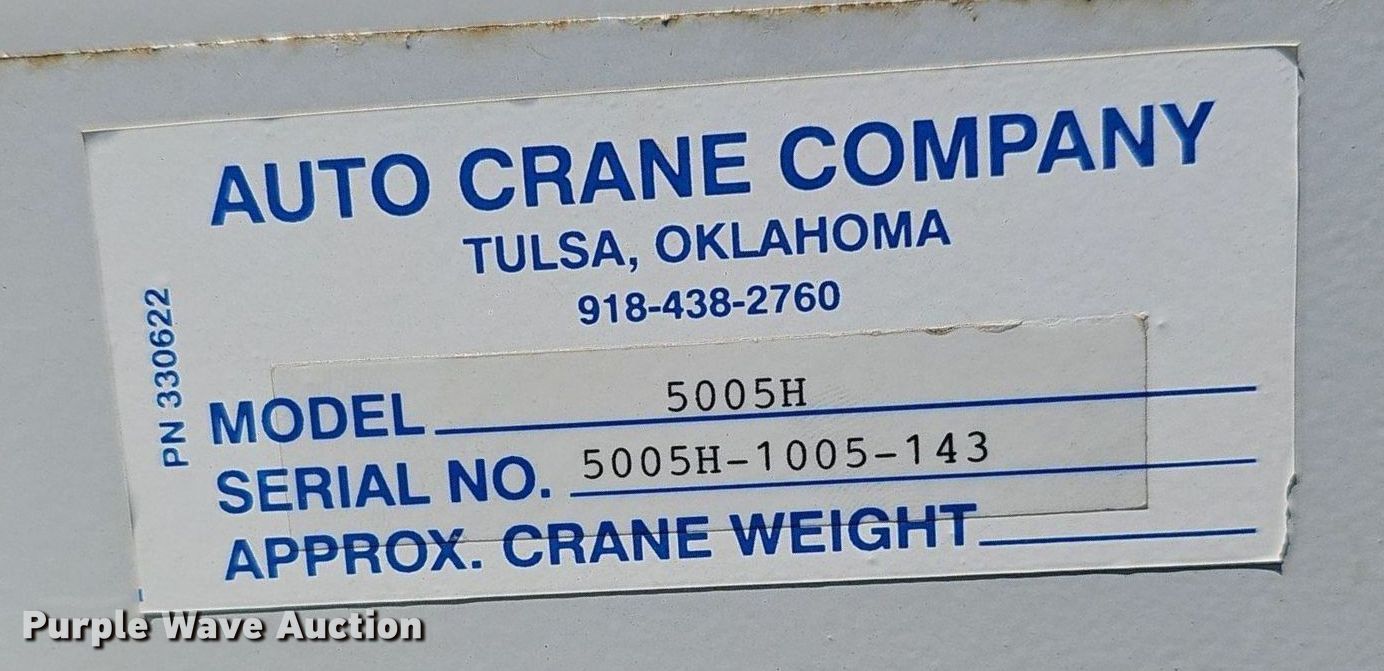 AUTO CRANE COMPANY
TULSA, OKLAHOMA
918-438-2760
PN 330622
MODEL 5005H
SERIAL NO. 5005H-1005-143
APPROX. CRANE WEIGHT
Purple Wave Auction